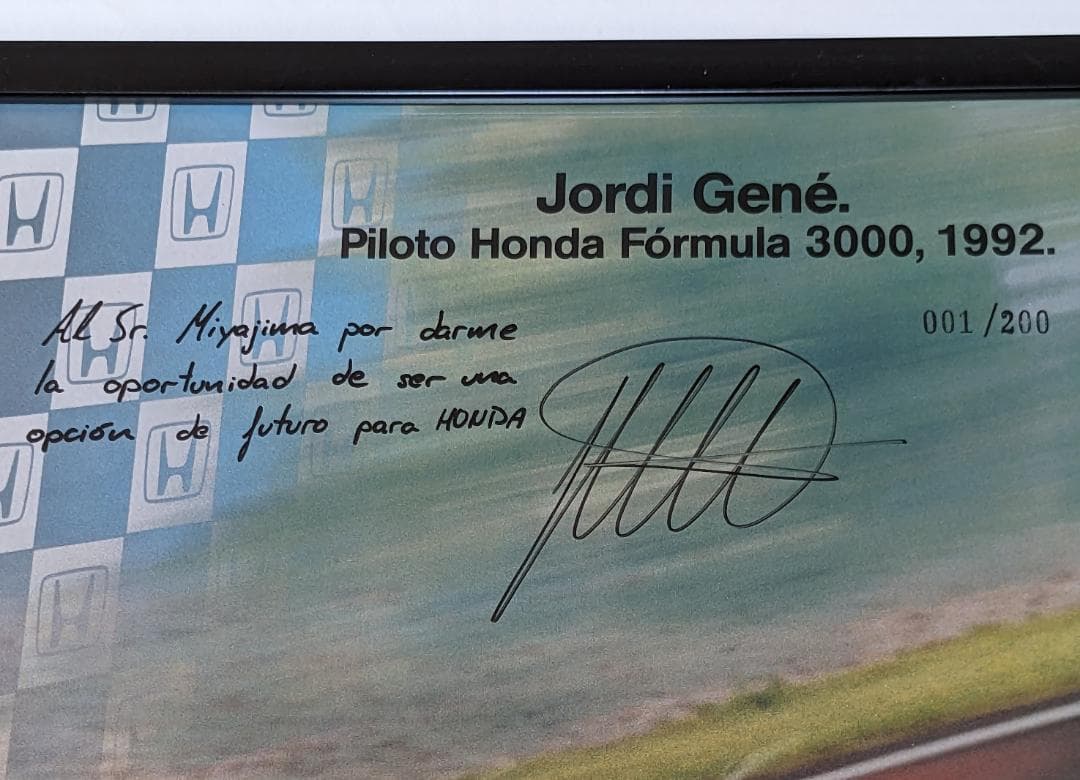 Jordi Gené.
Piloto Honda Fórmula 3000, 1992.
001/200
Al Sr. Miyajima por darme
la oportunidad de ser una
opción de futuro para HONDA